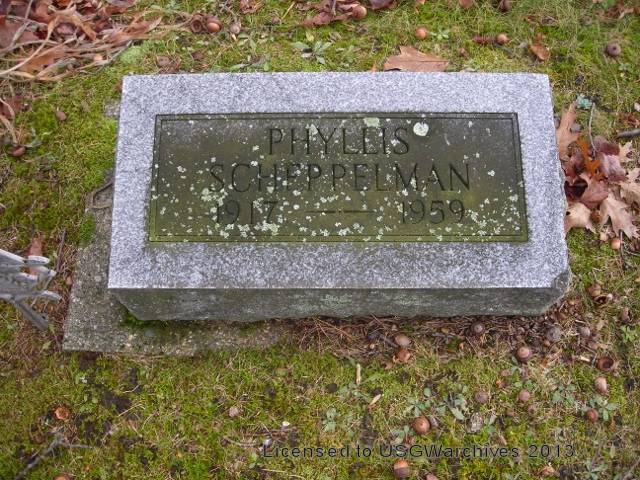 PHYLLIS
SCHEPPELMAN
1917 — — 1959
Licensed to USGWarchives 2013